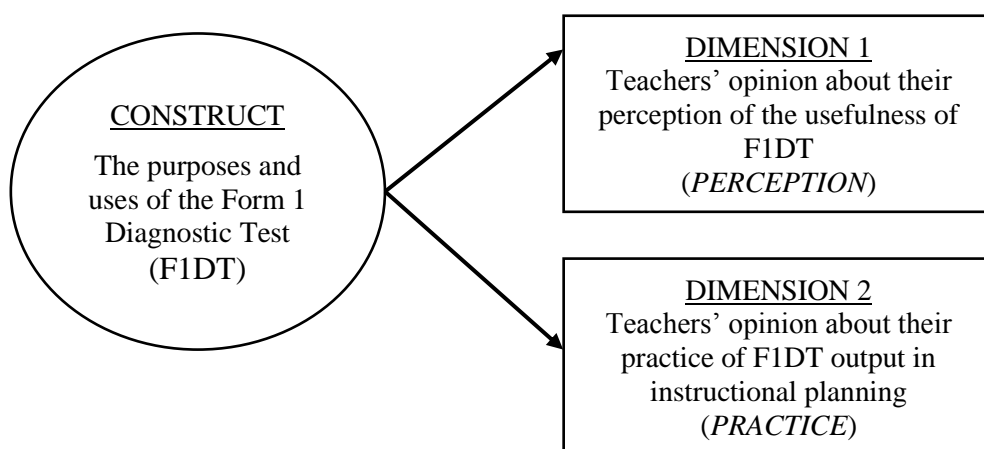 CONSTRUCT
The purposes and
uses of the Form 1
Diagnostic Test
(F1DT)
DIMENSION 1
Teachers’ opinion about their
perception of the usefulness of
F1DT
(PERCEPTION)
DIMENSION 2
Teachers’ opinion about their
practice of F1DT output in
instructional planning
(PRACTICE)